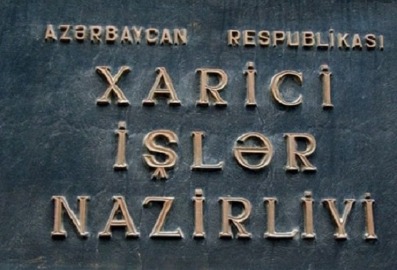 AZƏRBAYCAN RESPUBLİKASI
XARİCİ
İŞLƏR
NAZİRLİYİ